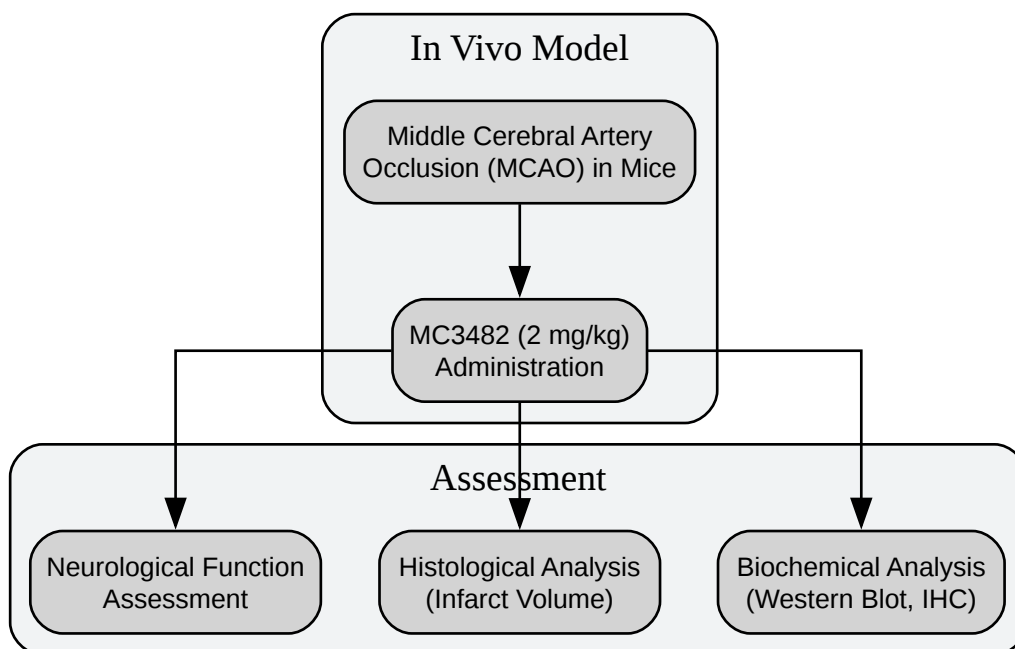 In Vivo Model
Middle Cerebral Artery
Occlusion (MCAO) in Mice
MC3482 (2 mg/kg)
Administration
Assessment
Neurological Function
Assessment
Histological Analysis
(Infarct Volume)
Biochemical Analysis
(Western Blot, IHC)